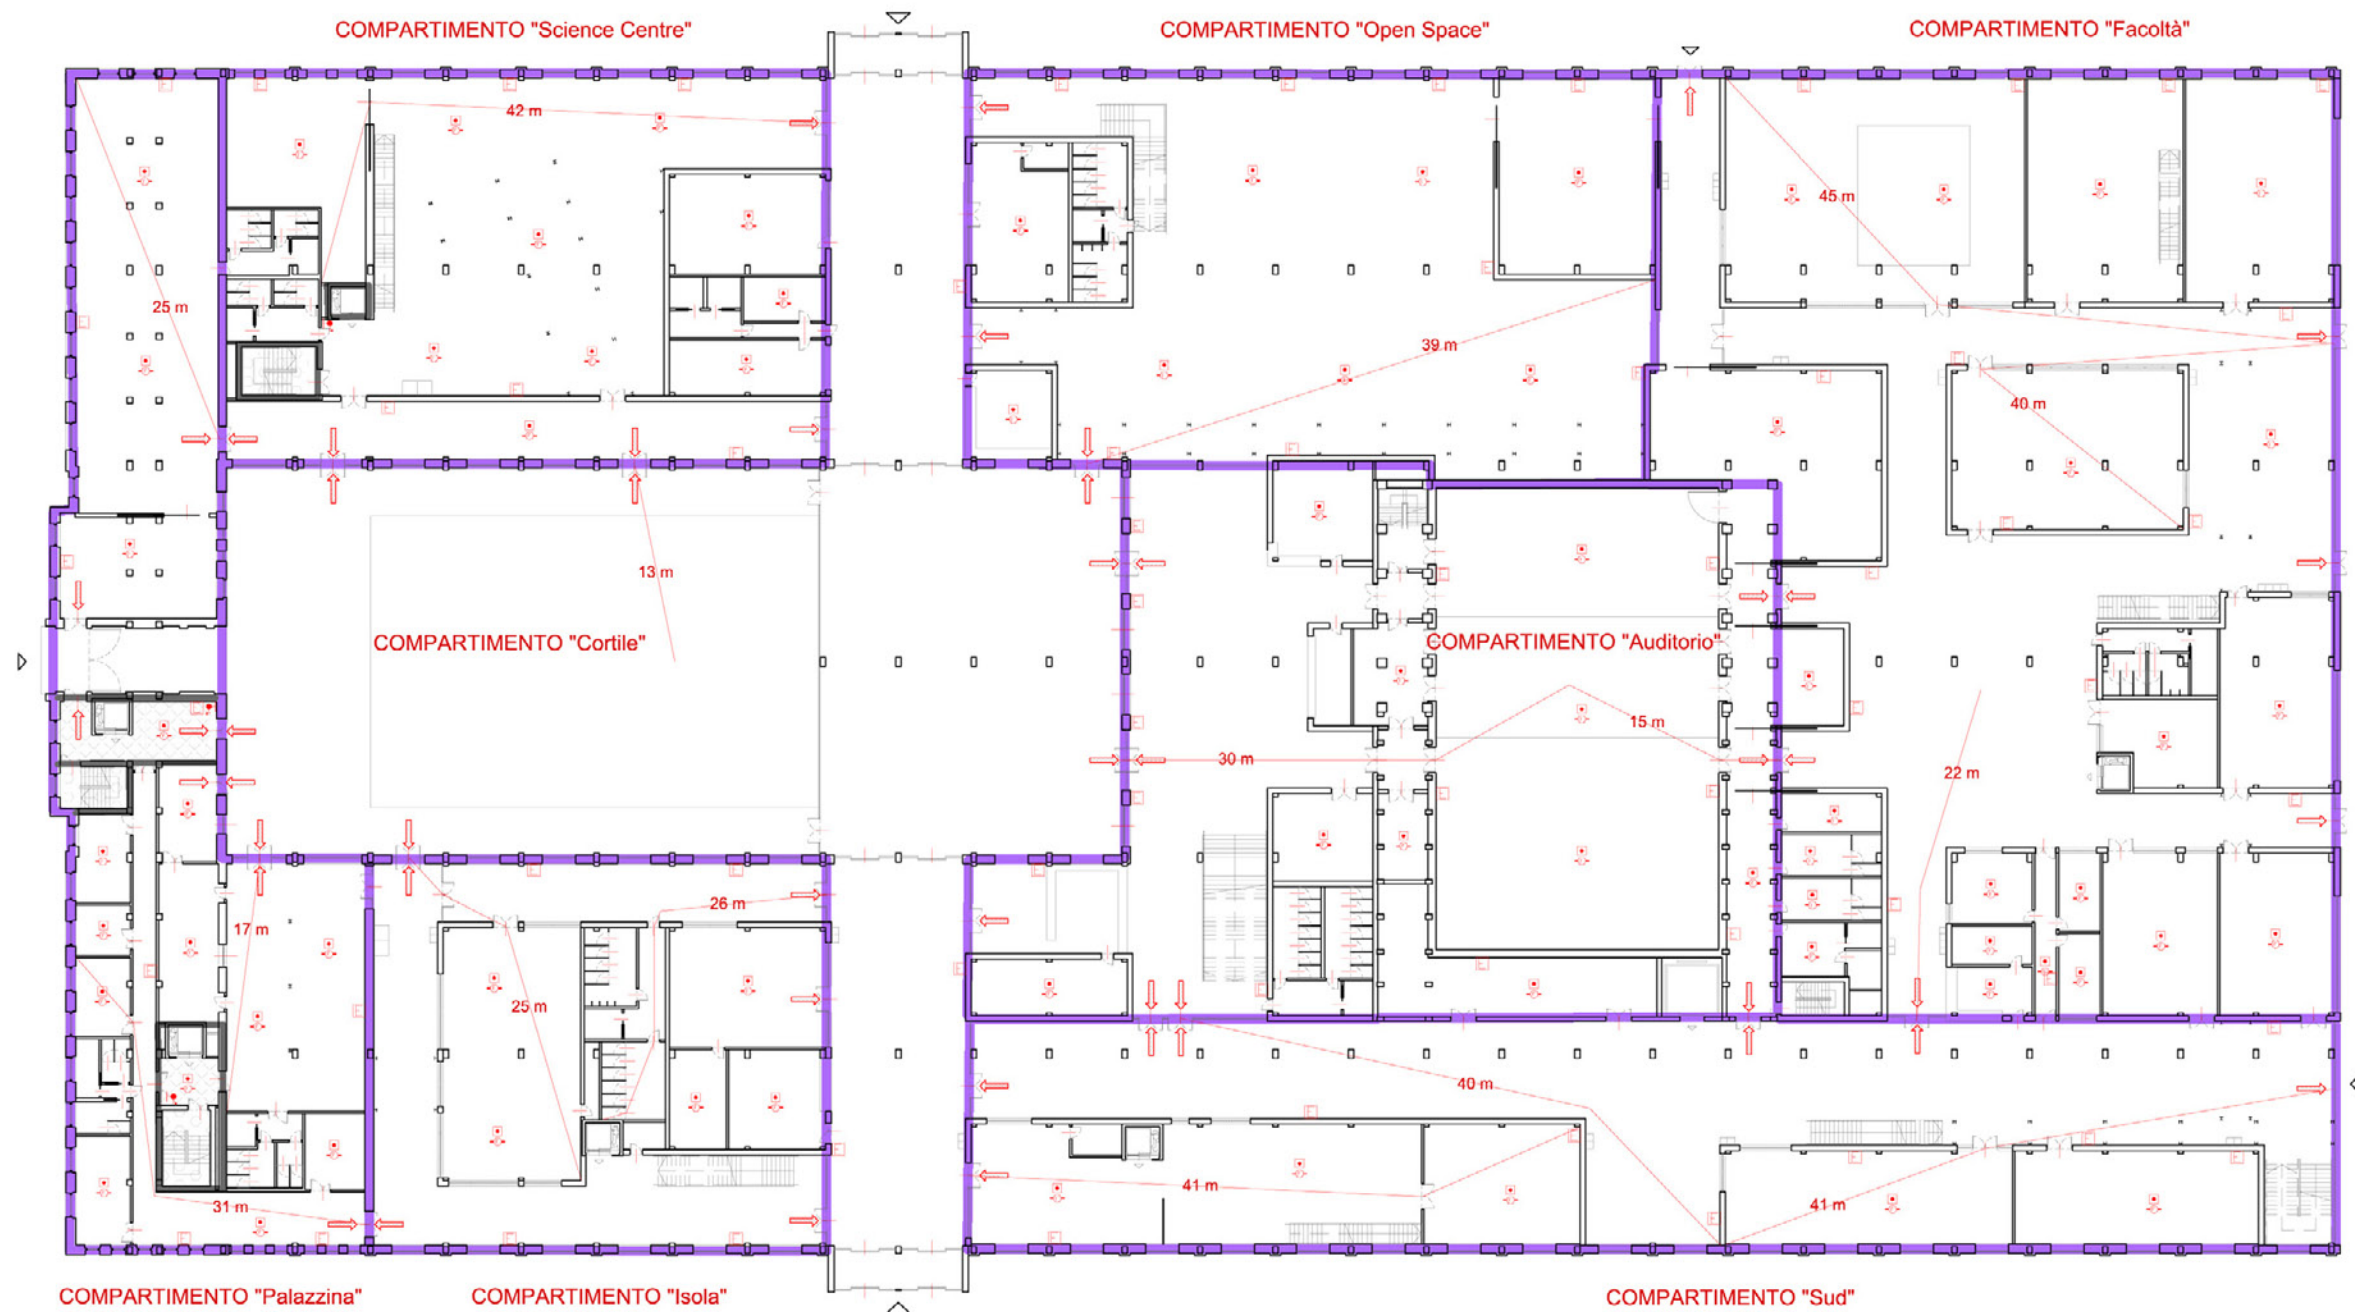 COMPARTIMENTO "Science Centre"
COMPARTIMENTO "Open Space"
COMPARTIMENTO "Facoltà"
42 m
45 m
25 m
39 m
40 m
13 m
COMPARTIMENTO "Cortile"
COMPARTIMENTO "Auditorio"
15 m
30 m
22 m
26 m
17 m
25 m
40 m
41 m
41 m
31 m
COMPARTIMENTO "Palazzina"
COMPARTIMENTO "Isola"
COMPARTIMENTO "Sud"